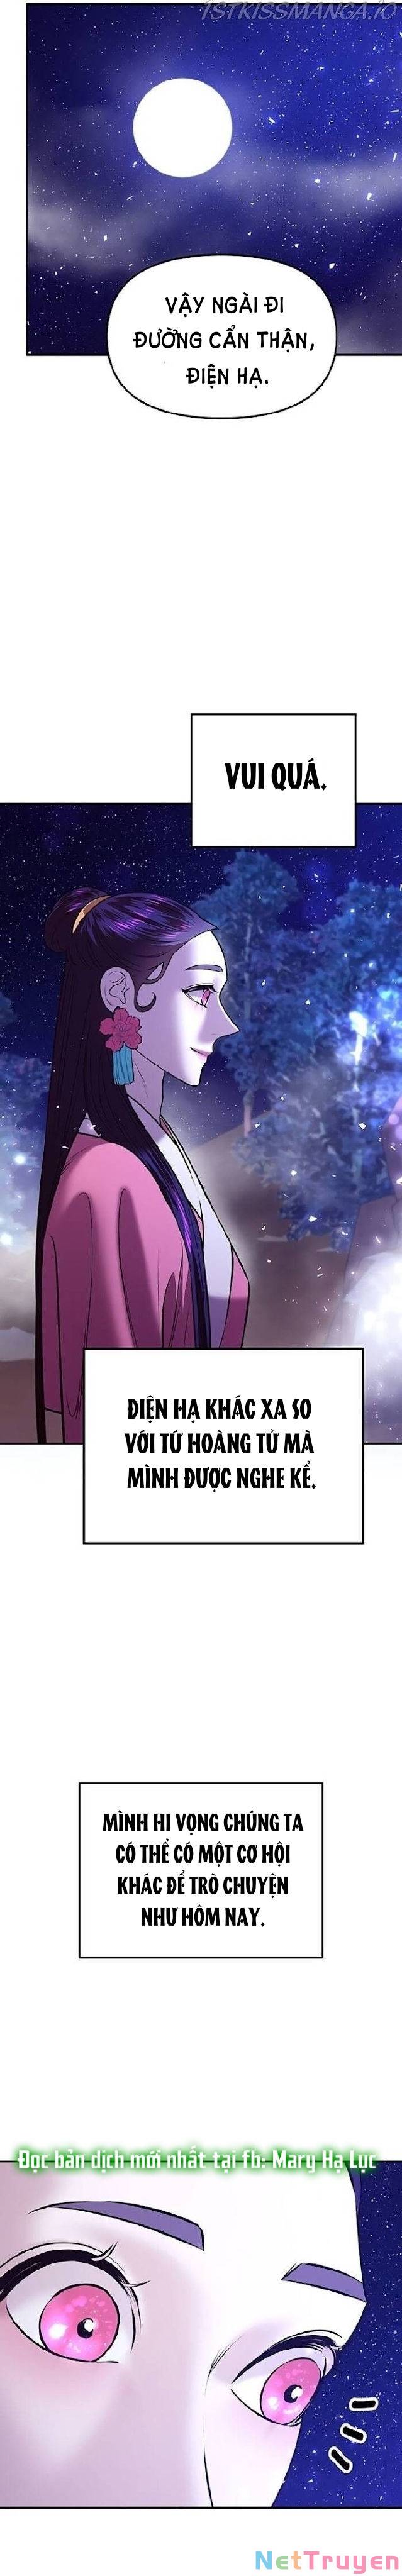 1STKISSMANGA.IO
VẬY NGÀI ĐI
ĐƯỜNG CẨN THẬN,
ĐIỆN HẠ.
VUI QUÁ.
ĐIỆN HẠ KHÁC XA SO
VỚI TỨ HOÀNG TỬ MÀ
MÌNH ĐƯỢC NGHE KỂ.
MÌNH HI VỌNG CHÚNG TA
CÓ THỂ CÓ MỘT CƠ HỘI
KHÁC ĐỂ TRÒ CHUYỆN
NHƯ HÔM NAY.
Đọc bản dịch mới nhất tại fb: Mary Hạ Lục
NetTruyen